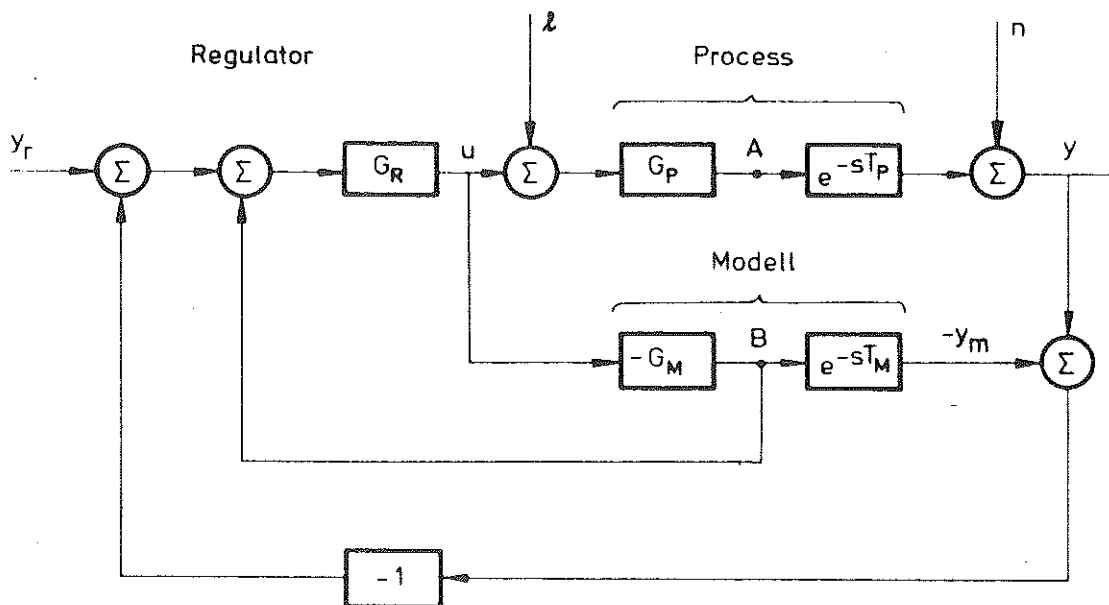 ℓ
n
Regulator
Process
y_r
Σ
Σ
G_R
u
Σ
G_P
A
e^-sT_P
Σ
y
Modell
-G_M
B
e^-sT_M
-y_m
Σ
-1